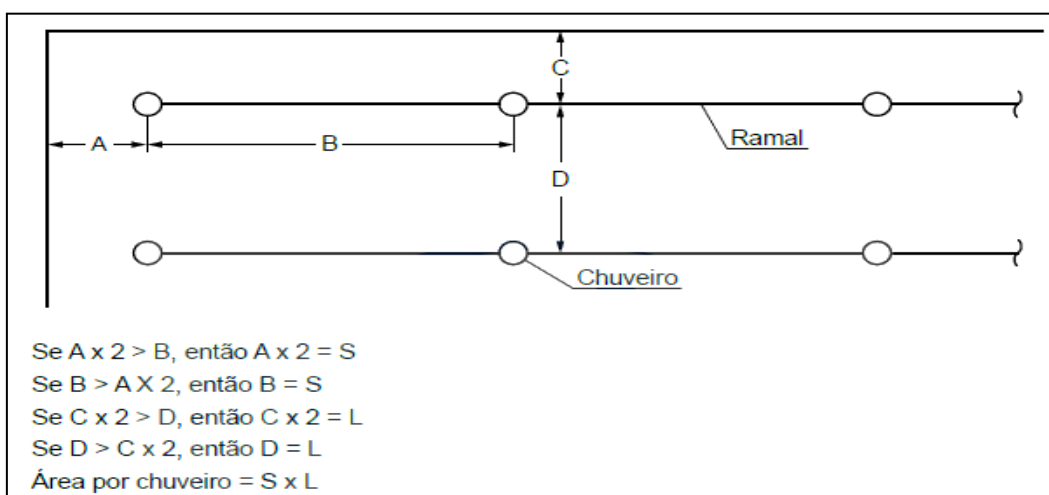 C
A
B
Ramal
D
Chuveiro
Se A x 2 > B, então A x 2 = S
Se B > A X 2, então B = S
Se C x 2 > D, então C x 2 = L
Se D > C x 2, então D = L
Área por chuveiro = S x L